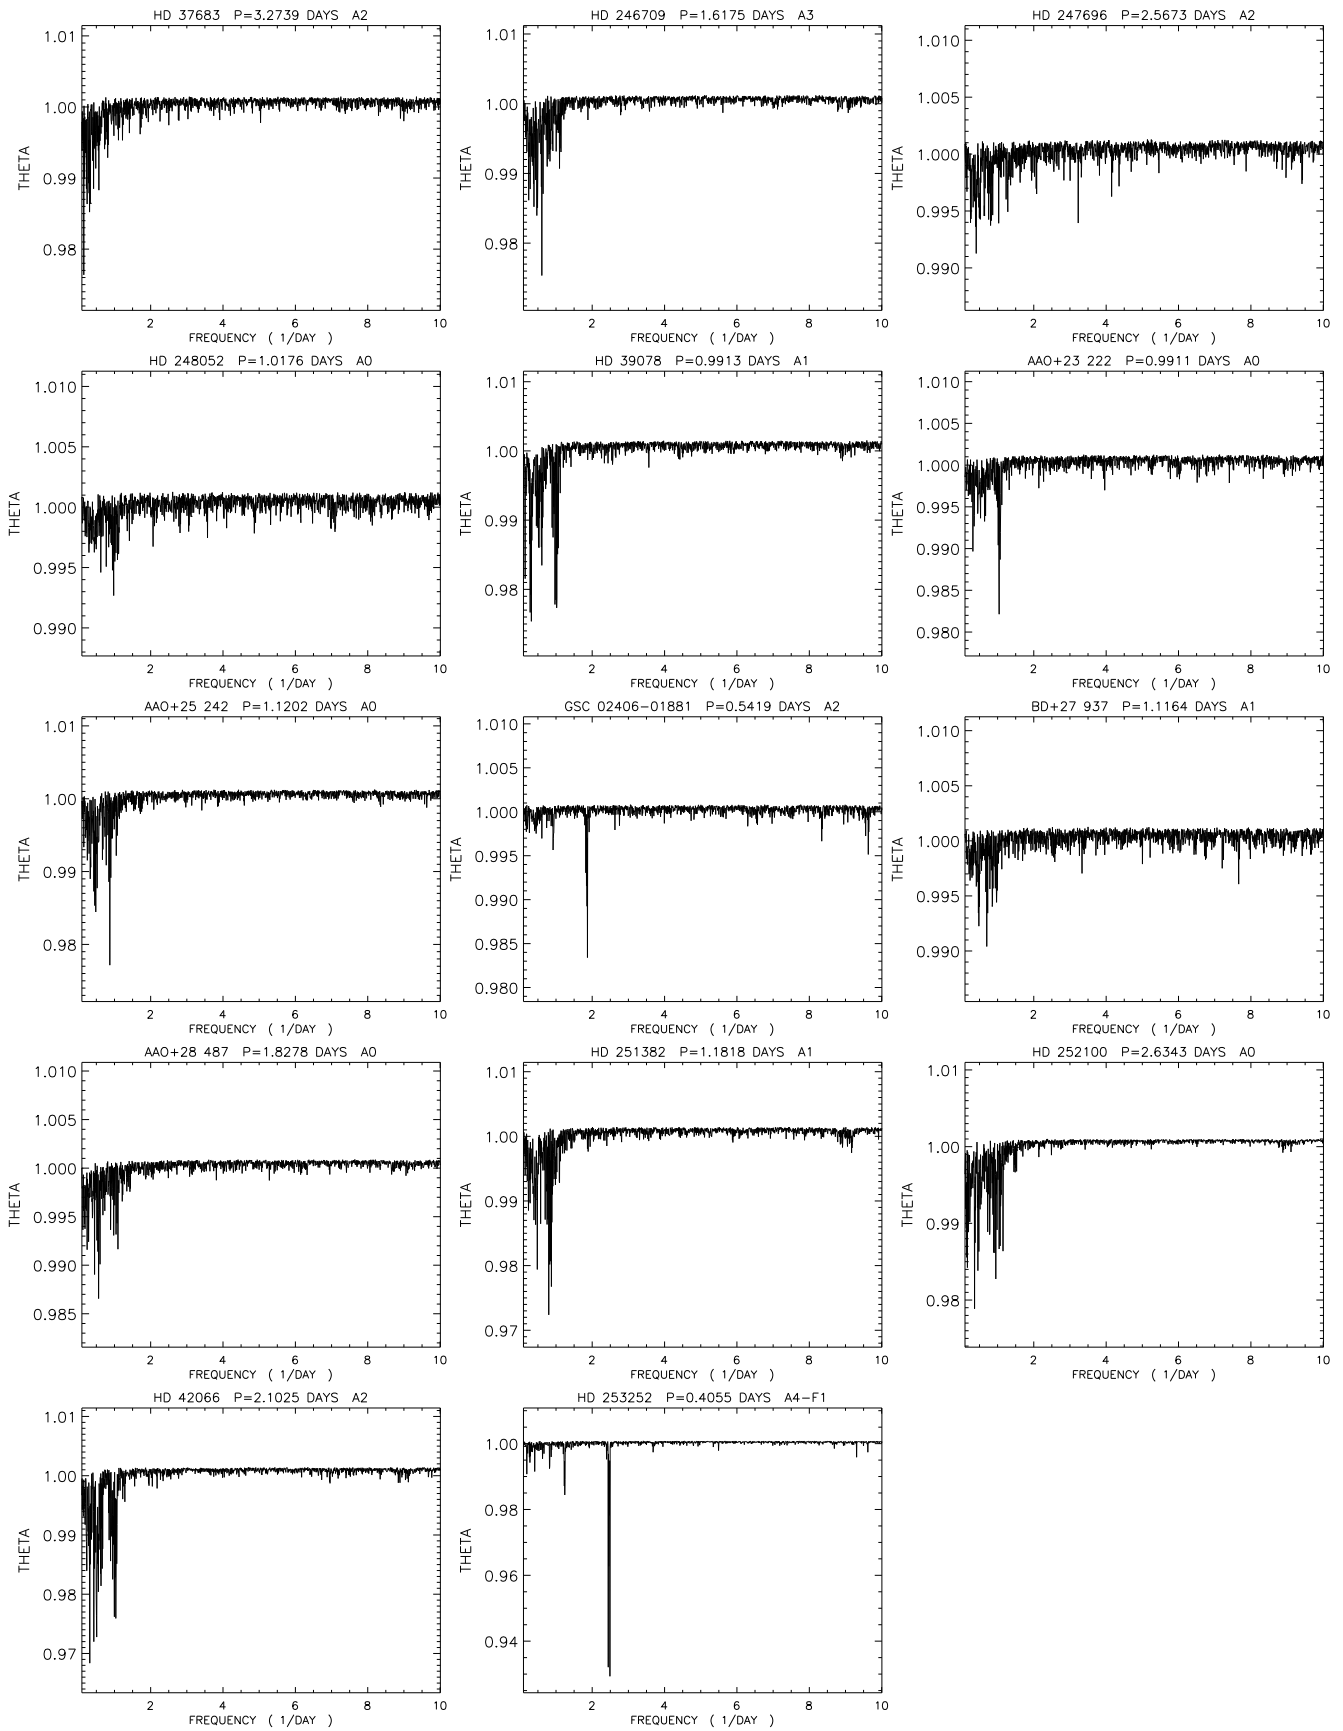 HD 37683 P=3.2739 DAYS A2
1.01
1.00
0.99
0.98
THETA
2 4 6 8 10
FREQUENCY ( 1/DAY )
HD 246709 P=1.6175 DAYS A3
1.01
1.00
0.99
0.98
THETA
2 4 6 8 10
FREQUENCY ( 1/DAY )
HD 247696 P=2.5673 DAYS A2
1.010
1.005
1.000
0.995
0.990
THETA
2 4 6 8 10
FREQUENCY ( 1/DAY )
HD 248052 P=1.0176 DAYS A0
1.010
1.005
1.000
0.995
0.990
THETA
2 4 6 8 10
FREQUENCY ( 1/DAY )
HD 39078 P=0.9913 DAYS A1
1.01
1.00
0.99
0.98
THETA
2 4 6 8 10
FREQUENCY ( 1/DAY )
AAO+23 222 P=0.9911 DAYS A0
1.010
1.005
1.000
0.995
0.990
0.985
0.980
THETA
2 4 6 8 10
FREQUENCY ( 1/DAY )
AAO+25 242 P=1.1202 DAYS A0
1.01
1.00
0.99
0.98
THETA
2 4 6 8 10
FREQUENCY ( 1/DAY )
GSC 02406-01881 P=0.5419 DAYS A2
1.010
1.005
1.000
0.995
0.990
0.985
0.980
THETA
2 4 6 8 10
FREQUENCY ( 1/DAY )
BD+27 937 P=1.1164 DAYS A1
1.010
1.005
1.000
0.995
0.990
THETA
2 4 6 8 10
FREQUENCY ( 1/DAY )
AAO+28 487 P=1.8278 DAYS A0
1.010
1.005
1.000
0.995
0.990
0.985
THETA
2 4 6 8 10
FREQUENCY ( 1/DAY )
HD 251382 P=1.1818 DAYS A1
1.01
1.00
0.99
0.98
0.97
THETA
2 4 6 8 10
FREQUENCY ( 1/DAY )
HD 252100 P=2.6343 DAYS A0
1.01
1.00
0.99
0.98
THETA
2 4 6 8 10
FREQUENCY ( 1/DAY )
HD 42066 P=2.1025 DAYS A2
1.01
1.00
0.99
0.98
0.97
THETA
2 4 6 8 10
FREQUENCY ( 1/DAY )
HD 253252 P=0.4055 DAYS A4-F1
1.00
0.98
0.96
0.94
THETA
2 4 6 8 10
FREQUENCY ( 1/DAY )